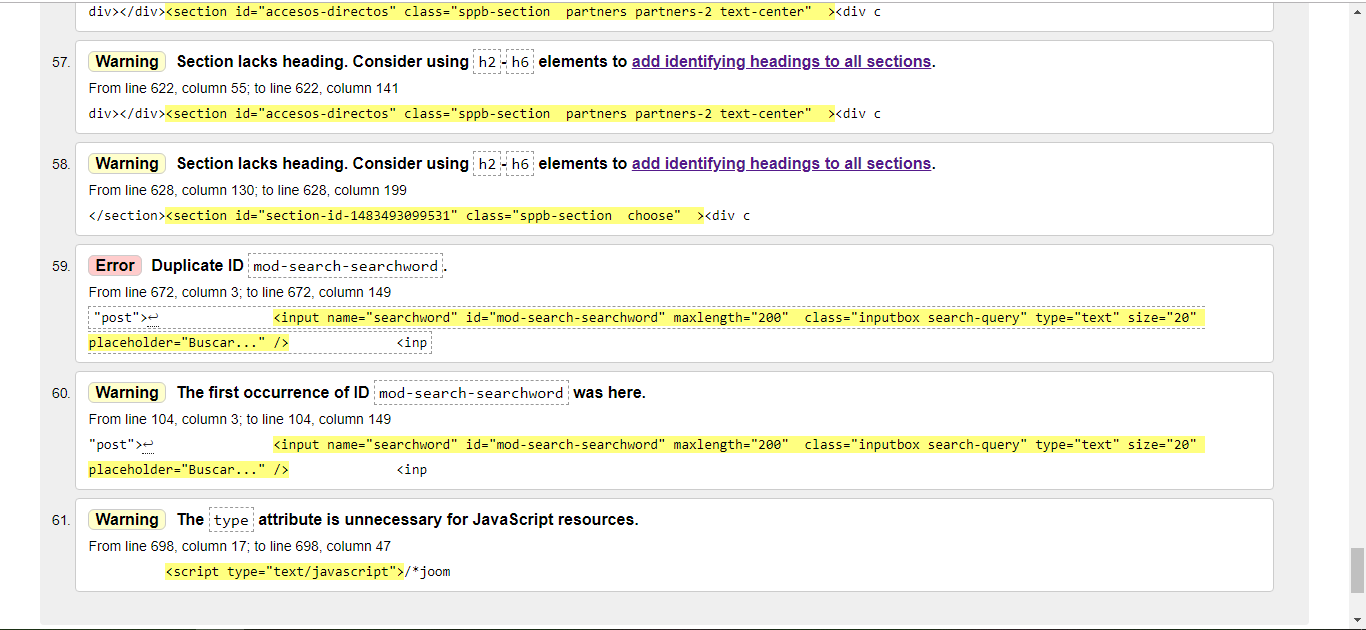 div></div><section id="accesos-directos" class="sppb-section  partners partners-2 text-center"  ><div c
57. Warning Section lacks heading. Consider using h2-h6 elements to add identifying headings to all sections.
From line 622, column 55; to line 622, column 141
div></div><section id="accesos-directos" class="sppb-section  partners partners-2 text-center"  ><div c
58. Warning Section lacks heading. Consider using h2-h6 elements to add identifying headings to all sections.
From line 628, column 130; to line 628, column 199
</section><section id="section-id-1483493099531" class="sppb-section  choose"  ><div c
59. Error Duplicate ID mod-search-searchword.
From line 672, column 3; to line 672, column 149
"post">↩ <input name="searchword" id="mod-search-searchword" maxlength="200"  class="inputbox search-query" type="text" size="20"
placeholder="Buscar..." /> <inp
60. Warning The first occurrence of ID mod-search-searchword was here.
From line 104, column 3; to line 104, column 149
"post">↩ <input name="searchword" id="mod-search-searchword" maxlength="200"  class="inputbox search-query" type="text" size="20"
placeholder="Buscar..." /> <inp
61. Warning The type attribute is unnecessary for JavaScript resources.
From line 698, column 17; to line 698, column 47
<script type="text/javascript">/*joom